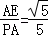 AE/PA = √5/5